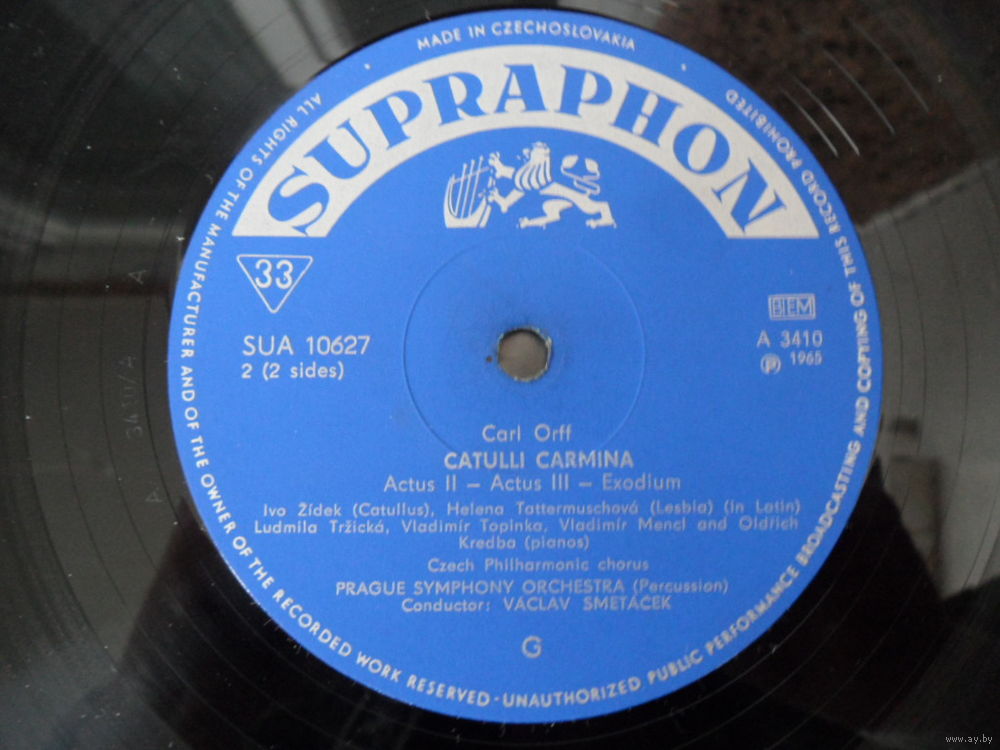 MADE IN CZECHOSLOVAKIA
SUPRAPHON
ALL RIGHTS OF THE MANUFACTURER AND OF THE OWNER OF THE RECORDED WORK RESERVED - UNAUTHORIZED PUBLIC PERFORMANCE BROADCASTING AND COPYING OF THIS RECORD PROHIBITED
33
BIEM
SUA 10627
A 3410
2 (2 sides)
Ⓟ 1965
Carl Orff
CATULLI CARMINA
Actus II – Actus III – Exodium
Ivo Žídek (Catullus), Helena Tattermuschová (Lesbia) (in Latin)
Ludmila Tržická, Vladimír Topinka, Vladimír Mencl and Oldřich
Kredba (pianos)
Czech Philharmonic chorus
PRAGUE SYMPHONY ORCHESTRA (Percussion)
Conductor: VÁCLAV SMETÁČEK
G
www.ay.by